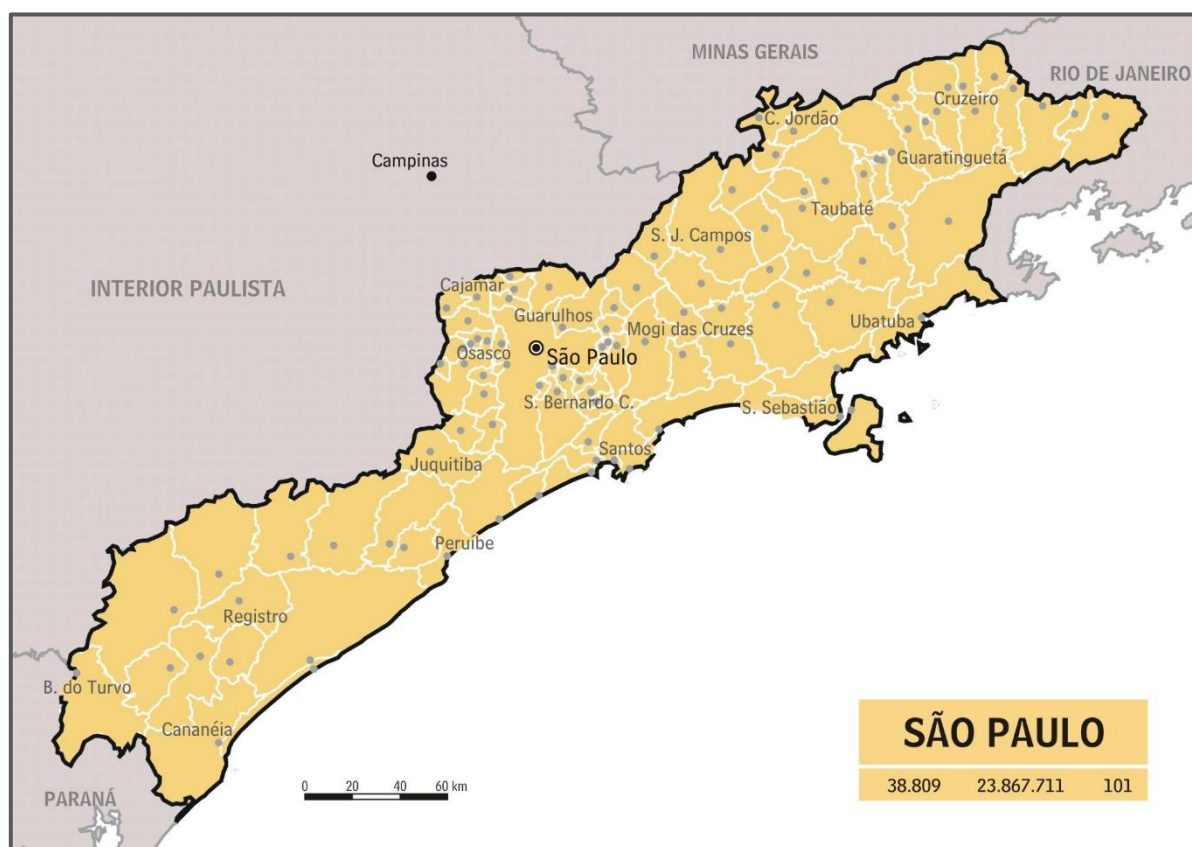 MINAS GERAIS
RIO DE JANEIRO
Cruzeiro
C. Jordão
Campinas
Guaratinguetá
Taubaté
S. J. Campos
INTERIOR PAULISTA
Cajamar
Guarulhos
Mogi das Cruzes
Ubatuba
Osasco
São Paulo
S. Bernardo C.
S. Sebastião
Santos
Juquitiba
Peruíbe
Registro
B. do Turvo
Cananéia
PARANÁ
0 20 40 60 km
SÃO PAULO
38.809 23.867.711 101